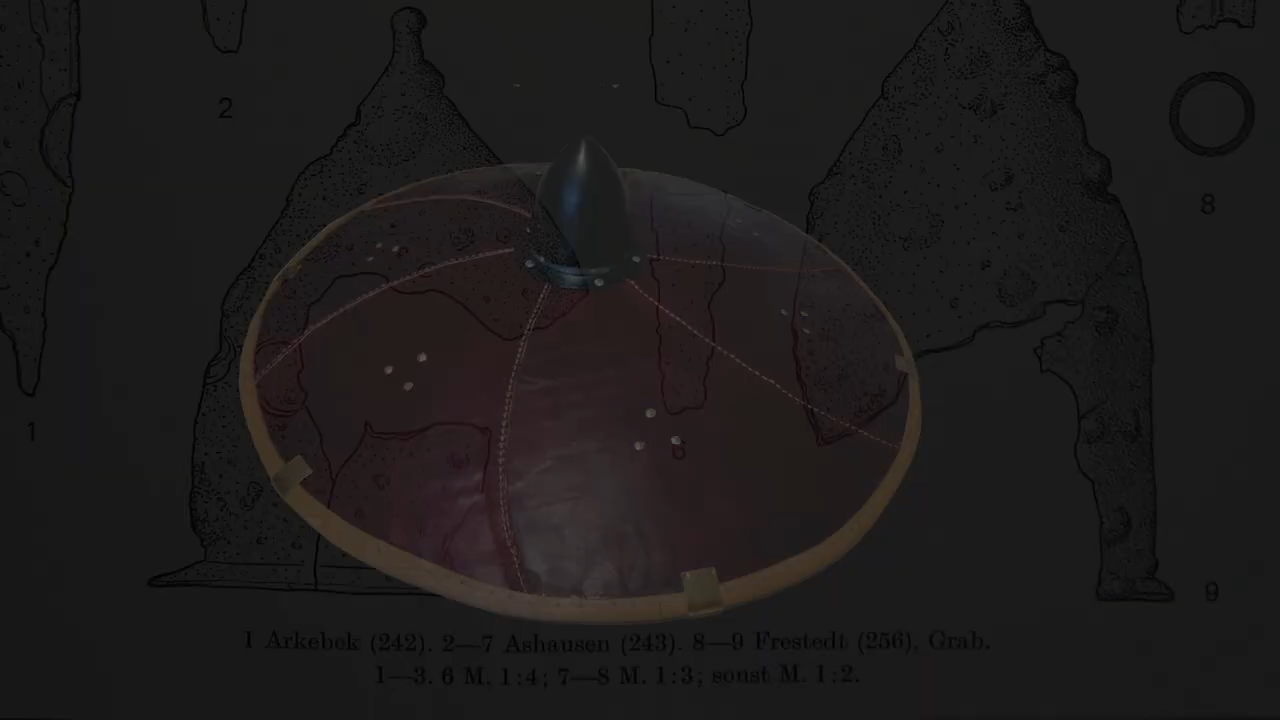 2
8
1
6
9
1 Arkebek (242). 2—7 Ashausen (243). 8—9 Frestedt (256), Grab.
1—3. 6 M. 1:4; 7—8 M. 1:3; sonst M. 1:2.